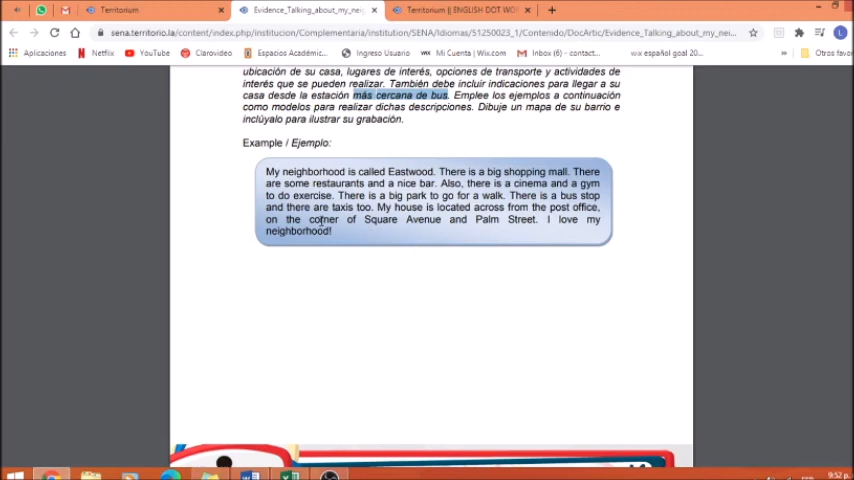 Territorium
Evidence_Talking_about_my_nei
Territorium || ENGLISH DOT WO
sena.territorio.la/content/index.php/institucion/Complementaria/institution/SENA/Idiomas/51250023_1/Contenido/DocArtic/Evidence_Talking_about_my_nei...
Aplicaciones
Netflix
YouTube
Clarovideo
Espacios Académic...
Mi Cuenta | Wix.com
Inbox (6) - contact...
wix español goal 20...
Otros favo
ubicación de su casa, lugares de interés, opciones de transporte y actividades de
interés que se pueden realizar. También debe incluir indicaciones para llegar a su
casa desde la estación más cercana de bus. Emplee los ejemplos a continuación
como modelos para realizar dichas descripciones. Dibuje un mapa de su barrio e
inclúyalo para ilustrar su grabación.
Example / Ejemplo:
My neighborhood is called Eastwood. There is a big shopping mall. There
are some restaurants and a nice bar. Also, there is a cinema and a gym
to do exercise. There is a big park to go for a walk. There is a bus stop
and there are taxis too. My house is located across from the post office,
on the corner of Square Avenue and Palm Street. I love my
neighborhood!
9:52 p.